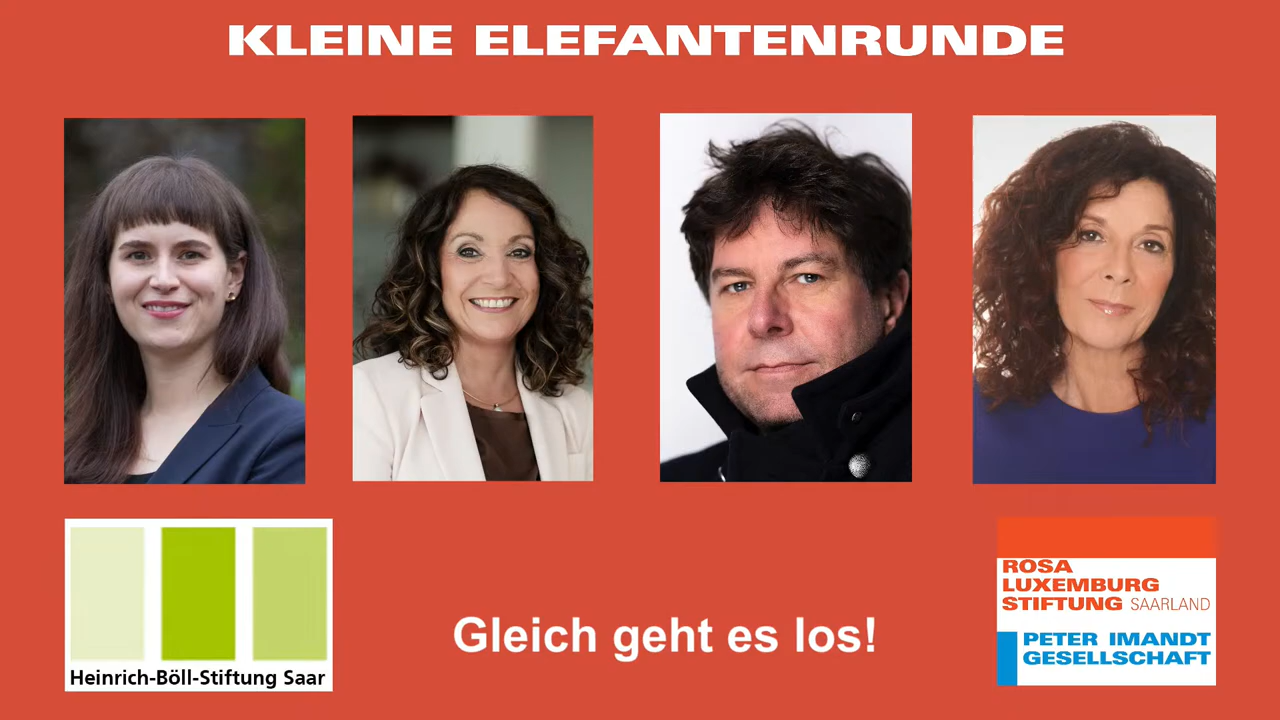 KLEINE ELEFANTENRUNDE
Heinrich-Böll-Stiftung Saar
Gleich geht es los!
ROSA
LUXEMBURG
STIFTUNG SAARLAND
PETER IMANDT
GESELLSCHAFT